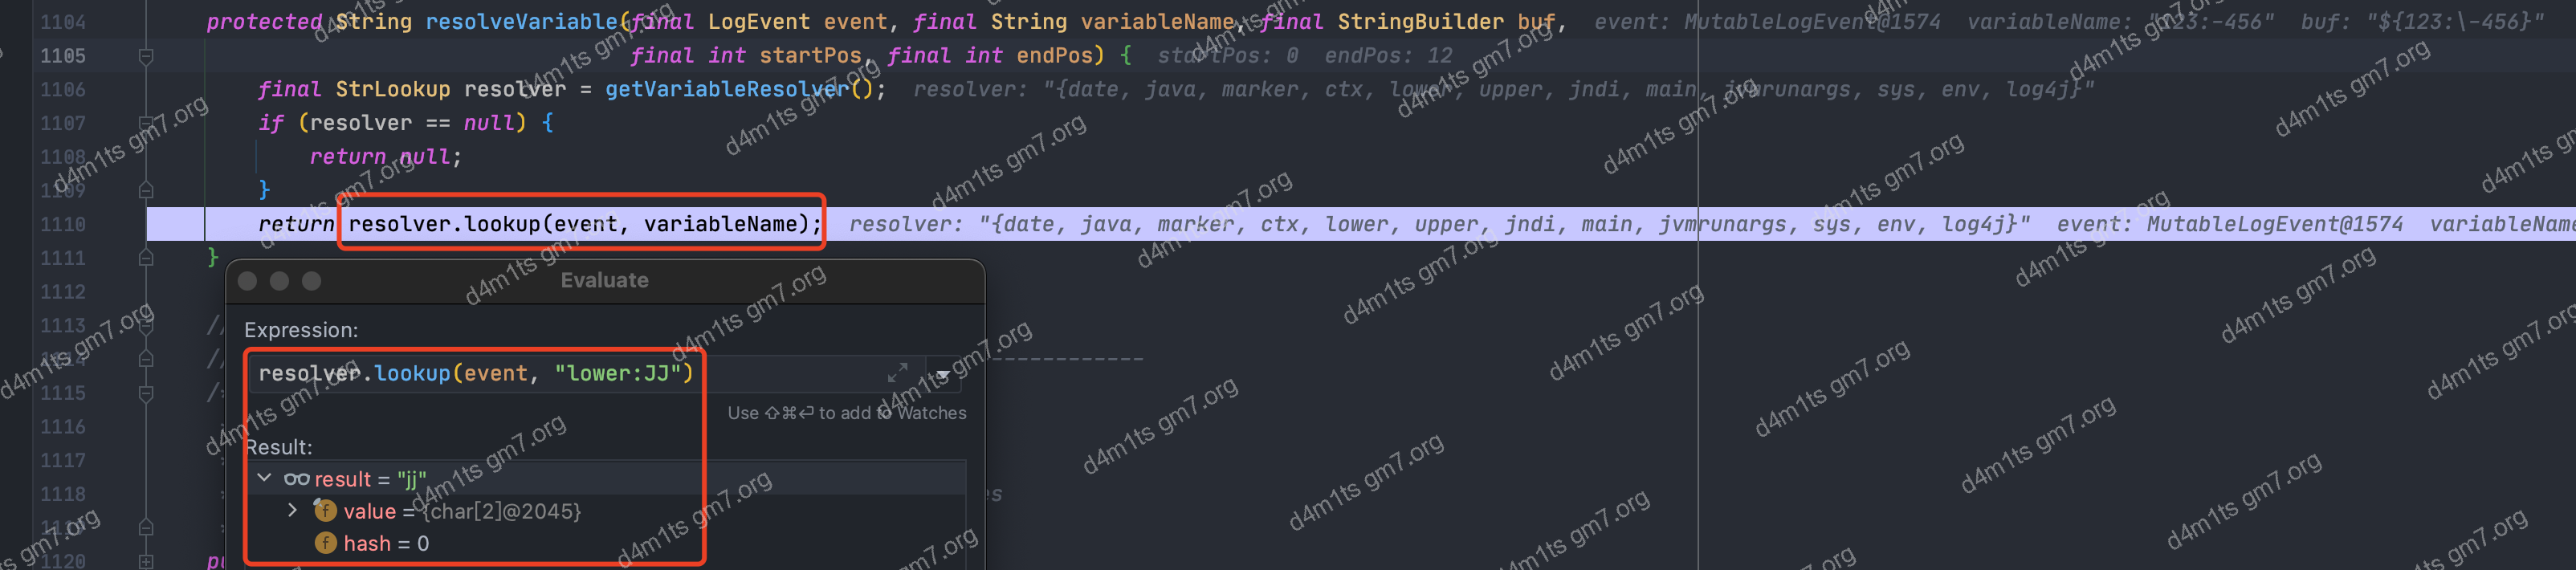 1104 protected String resolveVariable(final LogEvent event, final String variableName, final StringBuilder buf, event: MutableLogEvent@1574 variableName: "123:-456" buf: "${123:\-456}"
1105 final int startPos, final int endPos) { startPos: 0 endPos: 12
1106 final StrLookup resolver = getVariableResolver(); resolver: "{date, java, marker, ctx, lower, upper, jndi, main, jvmrunargs, sys, env, log4j}"
1107 if (resolver == null) {
1108 return null;
1109 }
1110 return resolver.lookup(event, variableName); resolver: "{date, java, marker, ctx, lower, upper, jndi, main, jvmrunargs, sys, env, log4j}" event: MutableLogEvent@1574 variableName
1111 }
1112
1113 //
1114 //
1115
1116
1117
1118 es
1120
Evaluate
Expression:
resolver.lookup(event, "lower:JJ")
Use ⇧⌘⏎ to add to Watches
Result:
result = "jj"
value = {char[2]@2045}
hash = 0
d4m1ts gm7.org